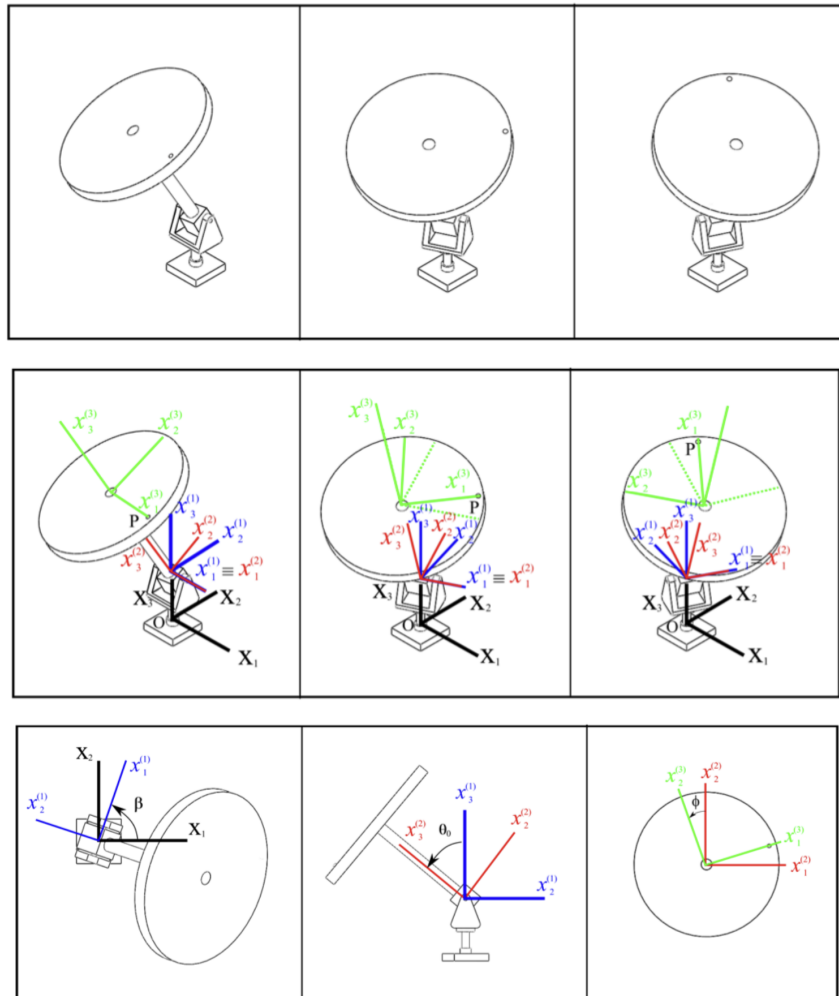 x₃⁽³⁾
x₂⁽³⁾
x₁⁽³⁾
P
x₃⁽¹⁾
x₃⁽²⁾
x₂⁽²⁾
x₂⁽¹⁾
x₁⁽¹⁾ ≡ x₁⁽²⁾
X₃
X₂
O
X₁
x₃⁽³⁾
x₂⁽³⁾
x₁⁽³⁾
P
x₃⁽²⁾
x₃⁽¹⁾
x₂⁽²⁾
x₂⁽¹⁾
x₁⁽¹⁾ ≡ x₁⁽²⁾
X₃
X₂
O
X₁
x₁⁽³⁾
P
x₂⁽³⁾
x₃⁽¹⁾
x₂⁽¹⁾
x₂⁽²⁾
x₃⁽²⁾
x₁⁽¹⁾ ≡ x₁⁽²⁾
X₃
X₂
O
X₁
X₂
x₁⁽¹⁾
x₂⁽¹⁾
β
X₁
x₃⁽¹⁾
x₃⁽²⁾
θ₀
x₂⁽²⁾
x₂⁽¹⁾
x₂⁽³⁾
x₂⁽²⁾
ϕ
x₁⁽³⁾
x₁⁽²⁾